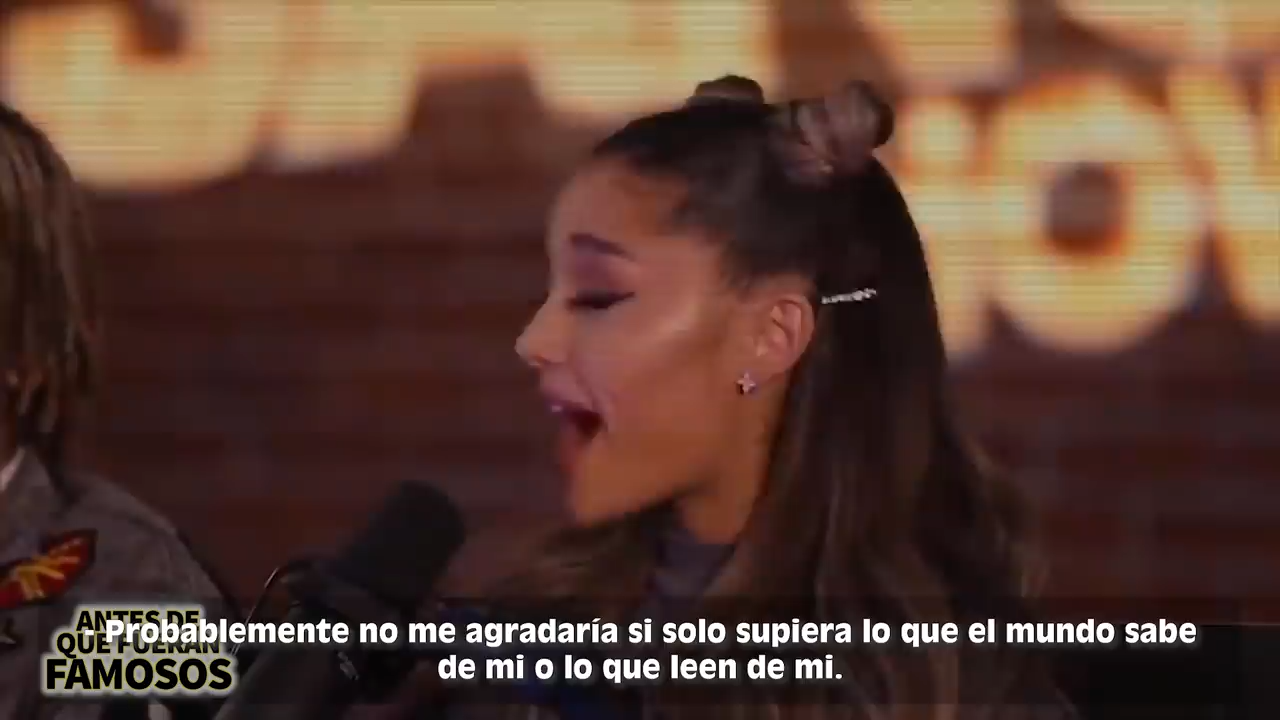 ANTES DE
QUE FUERAN
FAMOSOS
- Probablemente no me agradaría si solo supiera lo que el mundo sabe
de mi o lo que leen de mi.